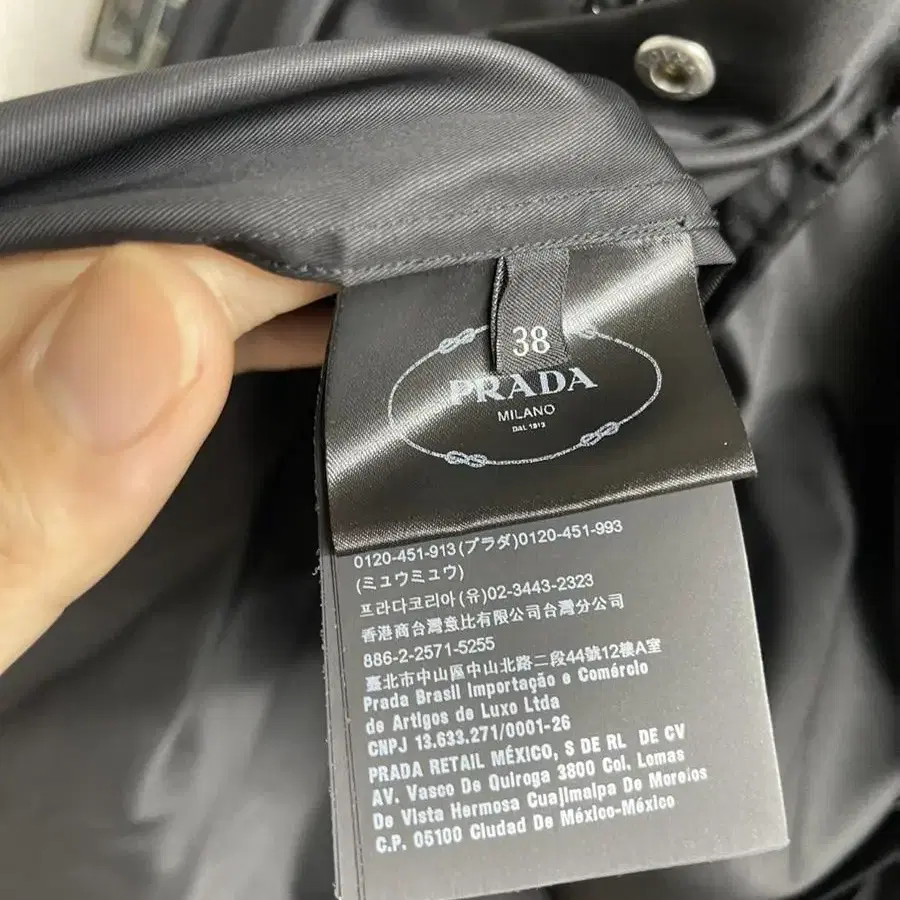 38
PRADA
MILANO
DAL 1913
0120-451-913(プラダ)0120-451-993
(ミュウミュウ)
프라다코리아(유)02-3443-2323
香港商台灣意比有限公司台灣分公司
886-2-2571-5255
臺北市中山區中山北路二段44號12樓A室
Prada Brasil Importação e Comérolo
de Artigos de Luxo Ltda
CNPJ 13.633.271/0001-26
PRADA RETAIL MÉXICO, S DE RL DE CV
AV. Vasco De Quiroga 3800 Col. Lomas
De Vista Hermosa Cuajimalpa De Morelos
C.P. 05100 Ciudad De México-México